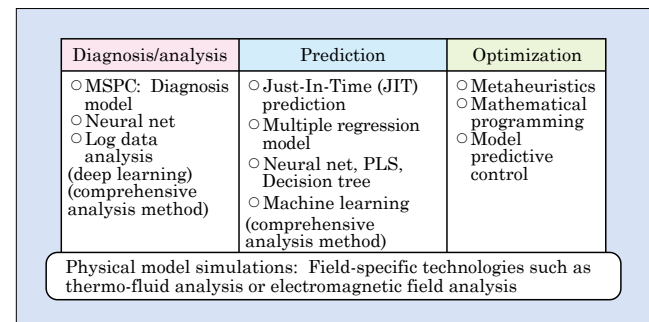 Diagnosis/analysis
○MSPC: Diagnosis
model
○Neural net
○Log data
analysis
(deep learning)
(comprehensive
analysis method)
Prediction
○Just-In-Time (JIT)
prediction
○Multiple regression
model
○Neural net, PLS,
Decision tree
○Machine learning
(comprehensive
analysis method)
Optimization
○Metaheuristics
○Mathematical
programming
○Model
predictive
control
Physical model simulations: Field-specific technologies such as
thermo-fluid analysis or electromagnetic field analysis